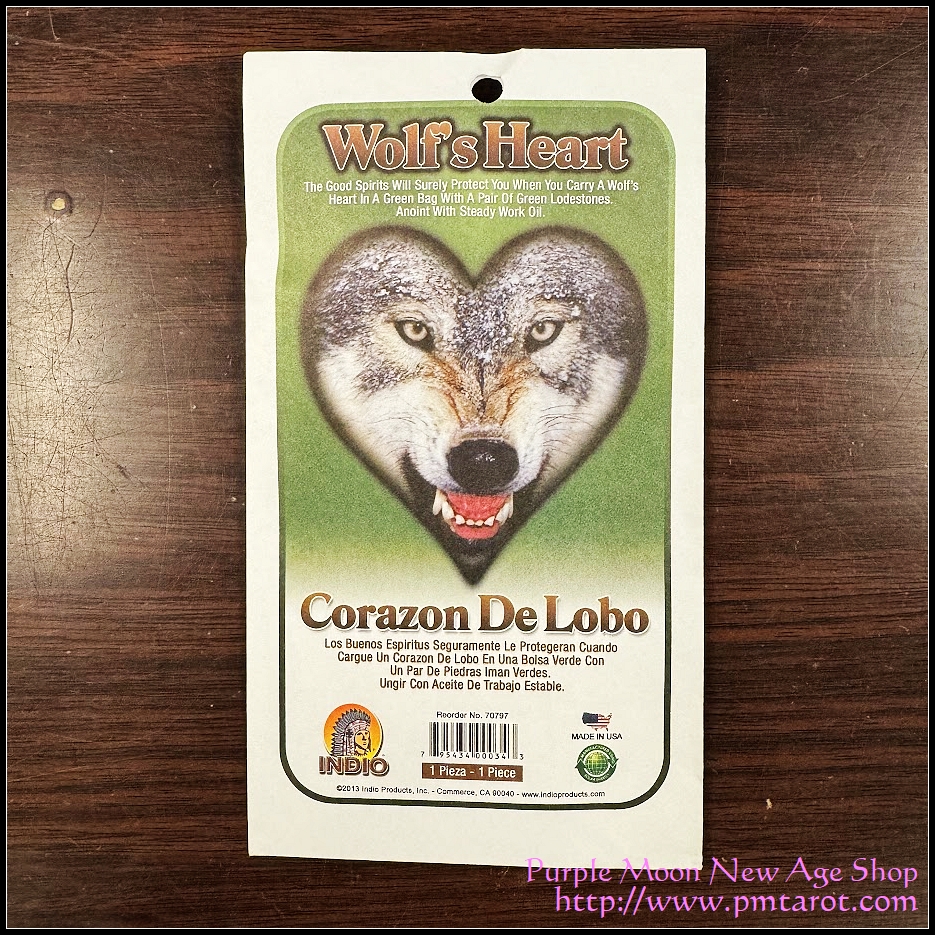 Wolf's Heart
The Good Spirits Will Surely Protect You When You Carry A Wolf's
Heart In A Green Bag With A Pair Of Green Lodestones.
Anoint With Steady Work Oil.
Corazon De Lobo
Los Buenos Espiritus Seguramente Le Protegeran Cuando
Cargue Un Corazon De Lobo En Una Bolsa Verde Con
Un Par De Piedras Iman Verdes.
Ungir Con Aceite De Trabajo Estable.
Reorder No. 70797
7 95434 00034 3
MADE IN USA
INDIO
1 Pieza - 1 Piece
©2013 Indio Products, Inc. - Commerce, CA 90040 - www.indioproducts.com
Purple Moon New Age Shop
http://www.pmtarot.com